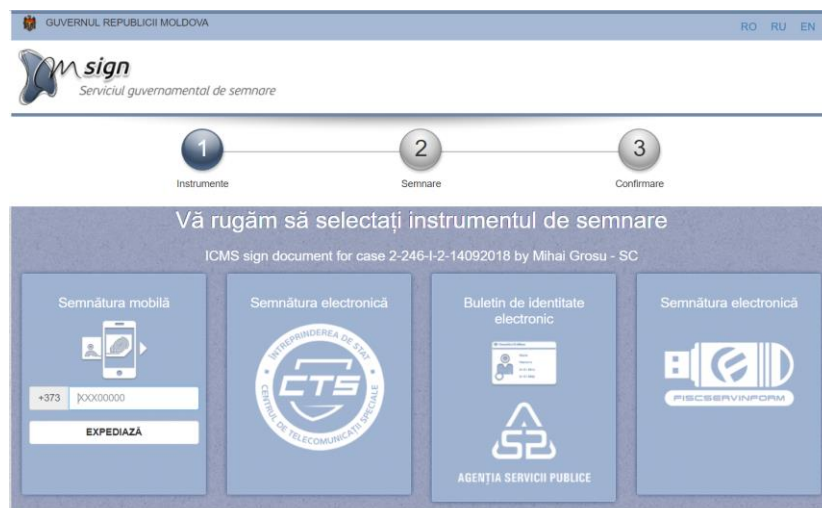 GUVERNUL REPUBLICII MOLDOVA
RO RU EN
M sign
Serviciul guvernamental de semnare
1
2
3
Instrumente
Semnare
Confirmare
Vă rugăm să selectați instrumentul de semnare
ICMS sign document for case 2-246-I-2-14092018 by Mihai Grosu - SC
Semnătura mobilă
+373
XXX00000
EXPEDIAZĂ
Semnătura electronică
ÎNTREPRINDEREA DE STAT
CTS
CENTRUL DE TELECOMUNICAȚII SPECIALE
Buletin de identitate
electronic
AGENȚIA SERVICII PUBLICE
Semnătura electronică
FISCSERVINFORM